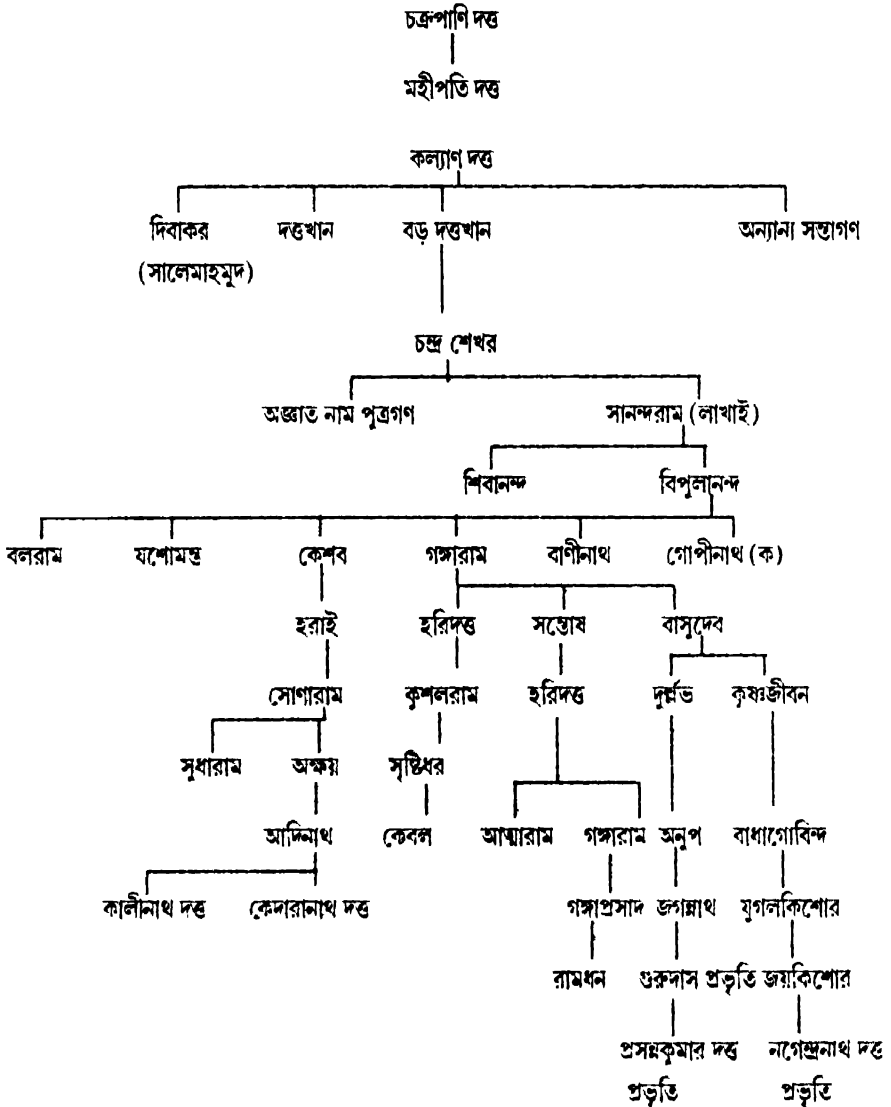 চক্রপাণি দত্ত
মহীপতি দত্ত
কল্যাণ দত্ত
দিবাকর দত্তখান বড় দত্তখান অন্যান্য সন্তাগণ
(সালেমাহমুদ)
চন্দ্র শেখর
অজ্ঞাত নাম পুত্রগণ সানন্দরাম (লাখাই)
শিবানন্দ বিপুলানন্দ
বলরাম যশোমন্ত কেশব গঙ্গারাম বাণীনাথ গোপীনাথ (ক)
হরাই হরিদত্ত সন্তোষ বাসুদেব
সোণারাম কুশলরাম হরিদত্ত দুর্ল্লভ কৃষ্ণজীবন
সুধারাম অক্ষয় সৃষ্টিধর
আদিনাথ কেবল আত্মারাম গঙ্গারাম অনুপ বাধাগোবিন্দ
কালীনাথ দত্ত কেদারানাথ দত্ত গঙ্গাপ্রসাদ জগন্নাথ যুগলকিশোর
রামধন গুরুদাস প্রভৃতি জয়কিশোর
প্রসন্নকুমার দত্ত নগেন্দ্রনাথ দত্ত
প্রভৃতি প্রভৃতি